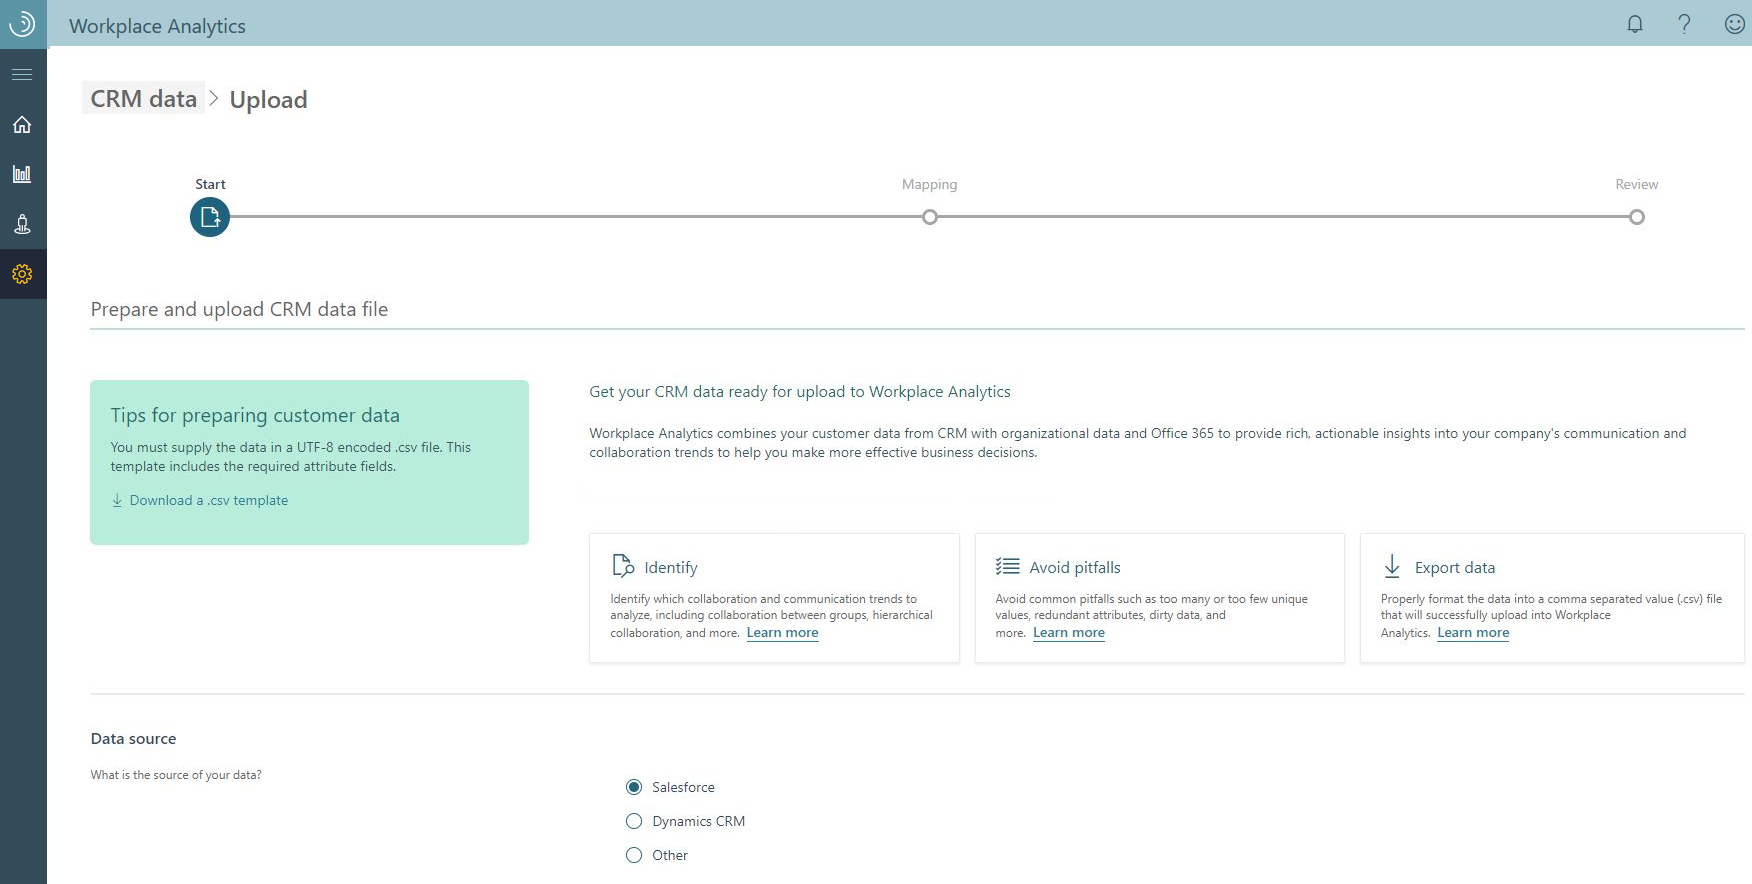 Workplace Analytics
CRM data > Upload
Start
Mapping
Review
Prepare and upload CRM data file
Tips for preparing customer data
You must supply the data in a UTF-8 encoded .csv file. This
template includes the required attribute fields.
Download a .csv template
Get your CRM data ready for upload to Workplace Analytics
Workplace Analytics combines your customer data from CRM with organizational data and Office 365 to provide rich, actionable insights into your company's communication and
collaboration trends to help you make more effective business decisions.
Identify
Identify which collaboration and communication trends to
analyze, including collaboration between groups, hierarchical
collaboration, and more. Learn more
Avoid pitfalls
Avoid common pitfalls such as too many or too few unique
values, redundant attributes, dirty data, and
more. Learn more
Export data
Properly format the data into a comma separated value (.csv) file
that will successfully upload into Workplace
Analytics. Learn more
Data source
What is the source of your data?
Salesforce
Dynamics CRM
Other